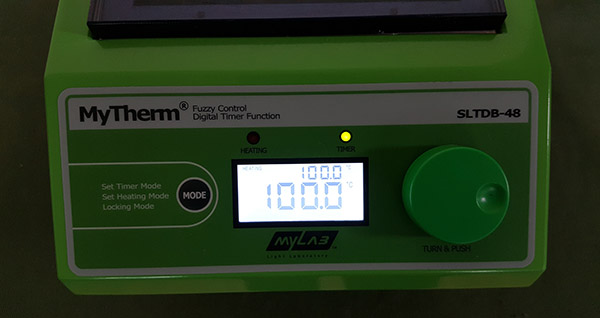 MyTherm® Fuzzy Control
Digital Timer Function
SLTDB-48
HEATING
TIMER
HEATING
100.0 °C
100.0 °C
Set Timer Mode
Set Heating Mode
Locking Mode
MODE
MyLAB
TURN & PUSH